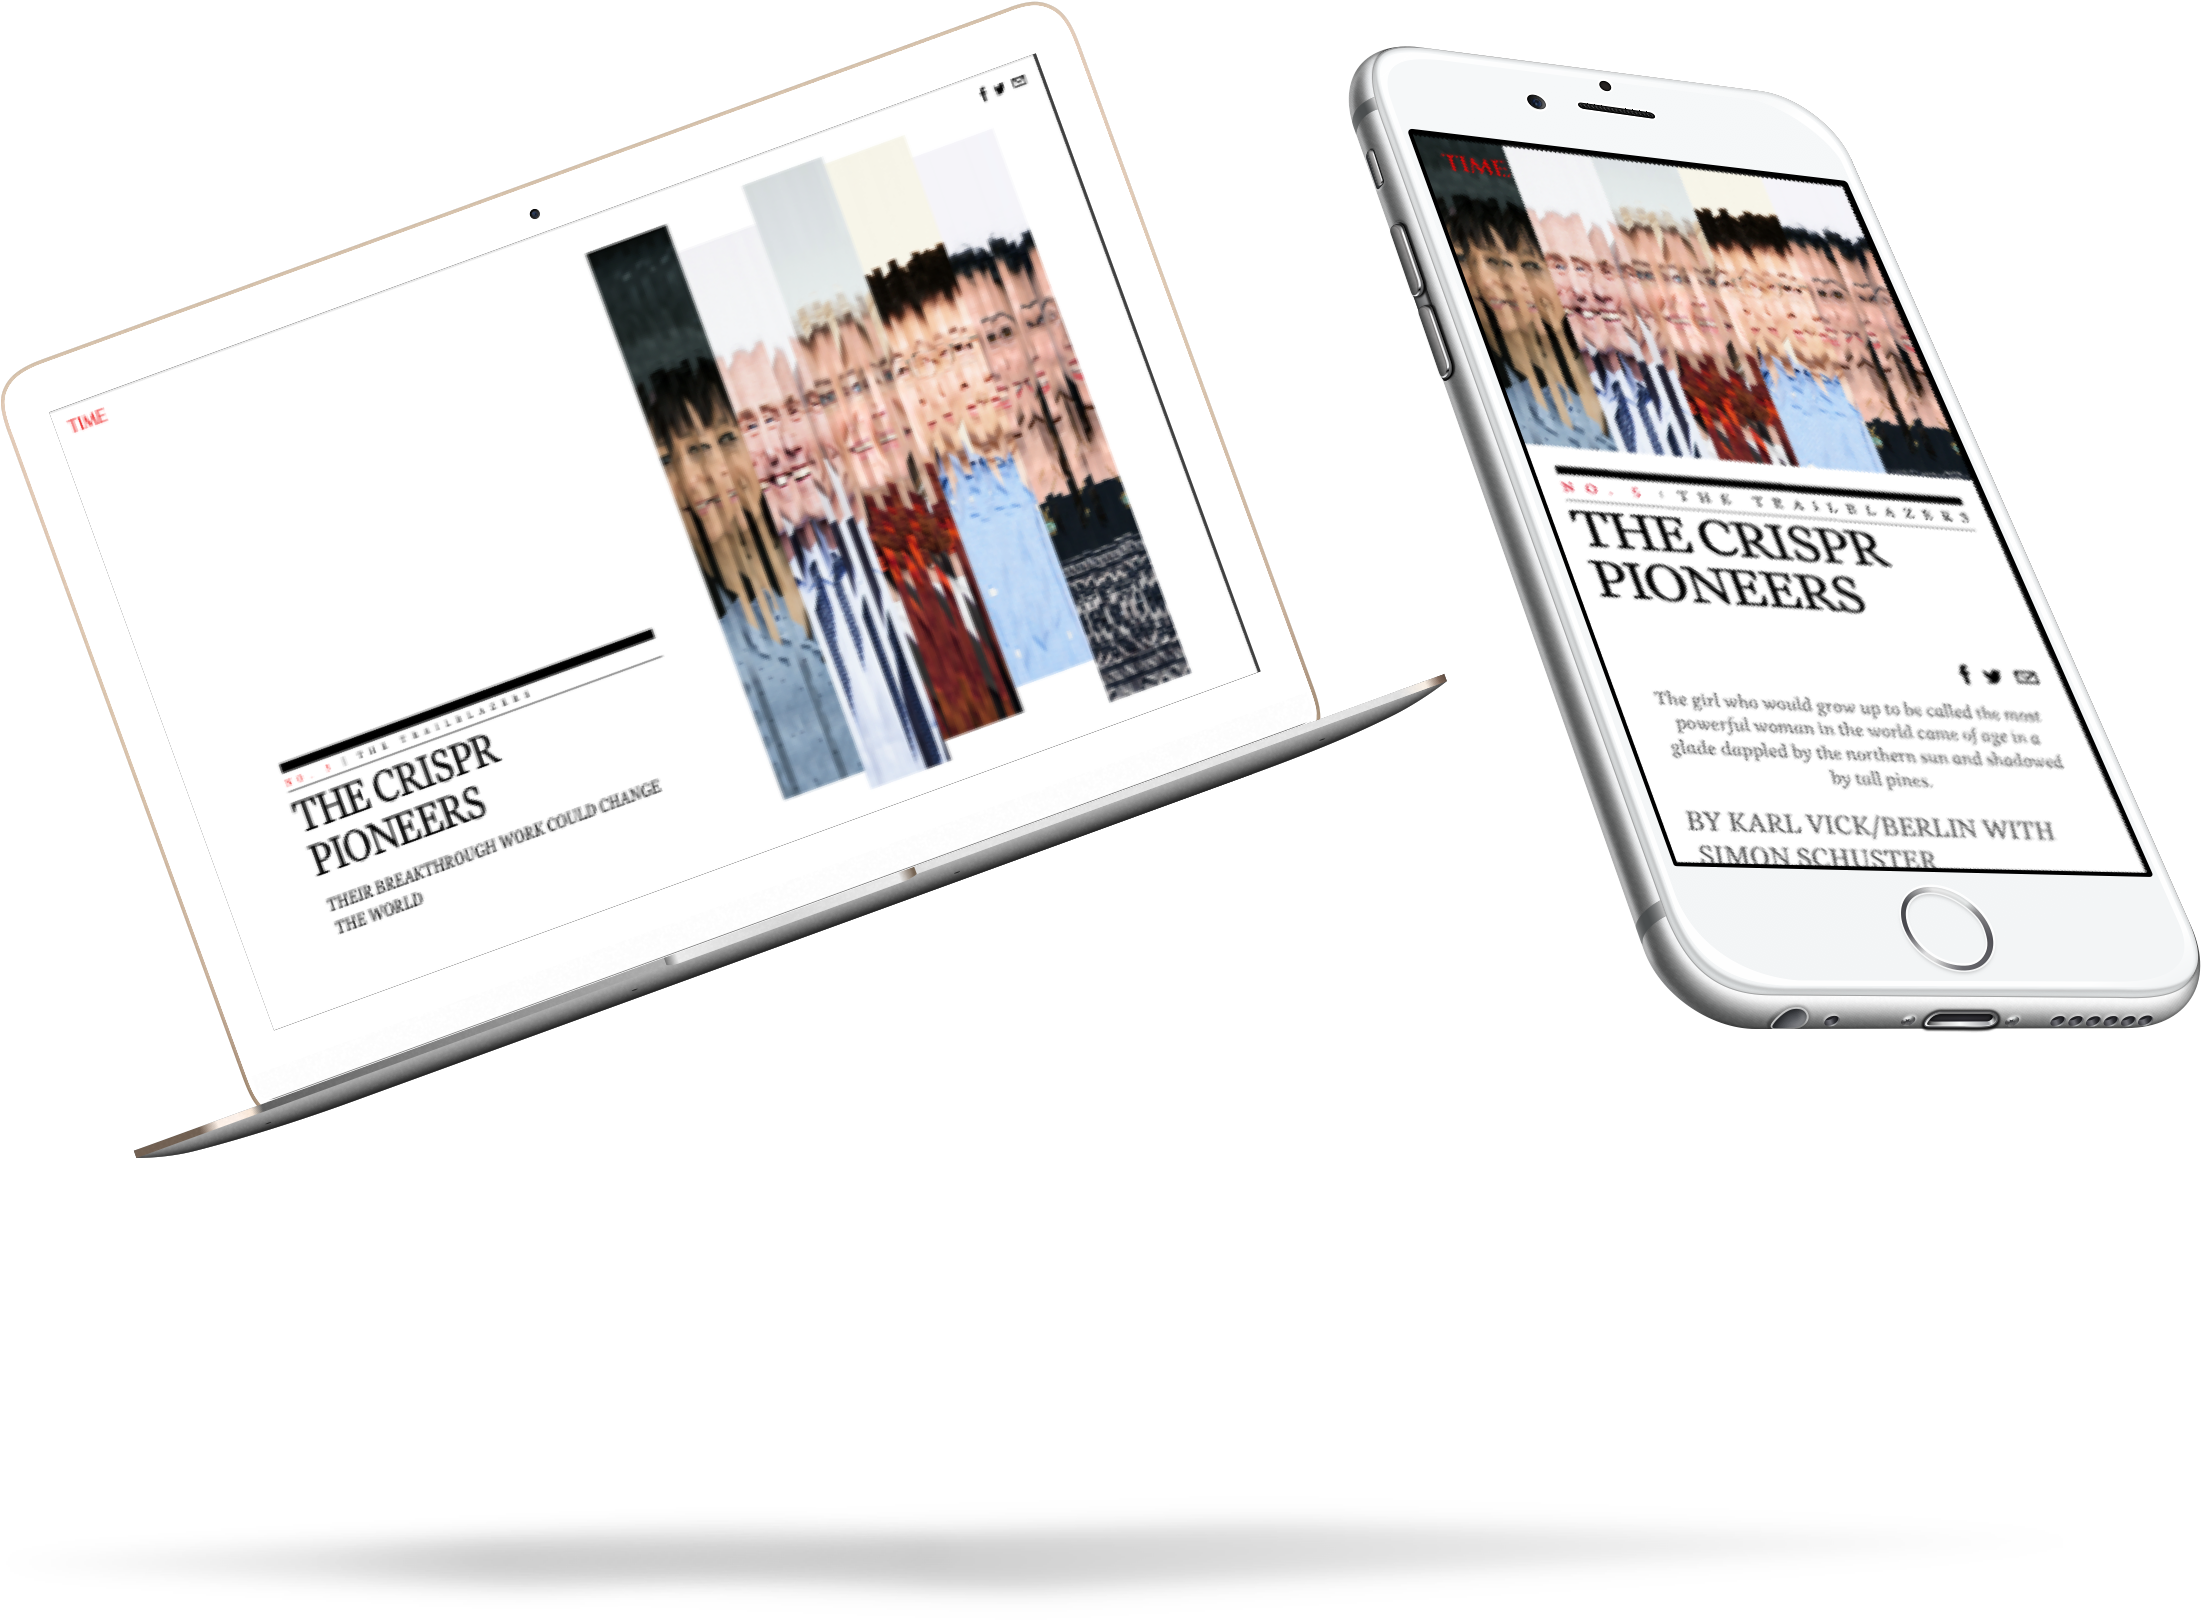 TIME
NO. 5 | THE TRAILBLAZERS
THE CRISPR
PIONEERS
THEIR BREAKTHROUGH WORK COULD CHANGE
THE WORLD
TIME
NO. 5 | THE TRAILBLAZERS
THE CRISPR
PIONEERS
The girl who would grow up to be called the most
powerful woman in the world came of age in a
glade dappled by the northern sun and shadowed
by tall pines.
BY KARL VICK/BERLIN WITH
SIMON SCHUSTER